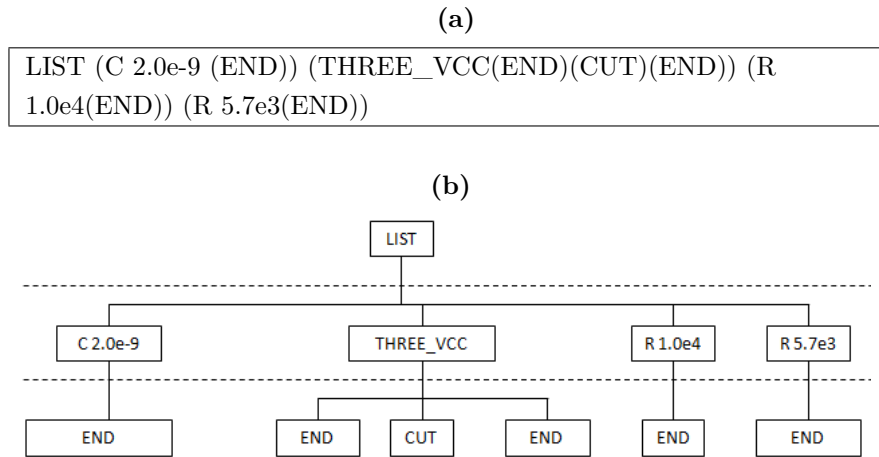 (a)
LIST (C 2.0e-9 (END)) (THREE_VCC(END)(CUT)(END)) (R
1.0e4(END)) (R 5.7e3(END))
(b)
LIST
C 2.0e-9 THREE_VCC R 1.0e4 R 5.7e3
END END CUT END END END